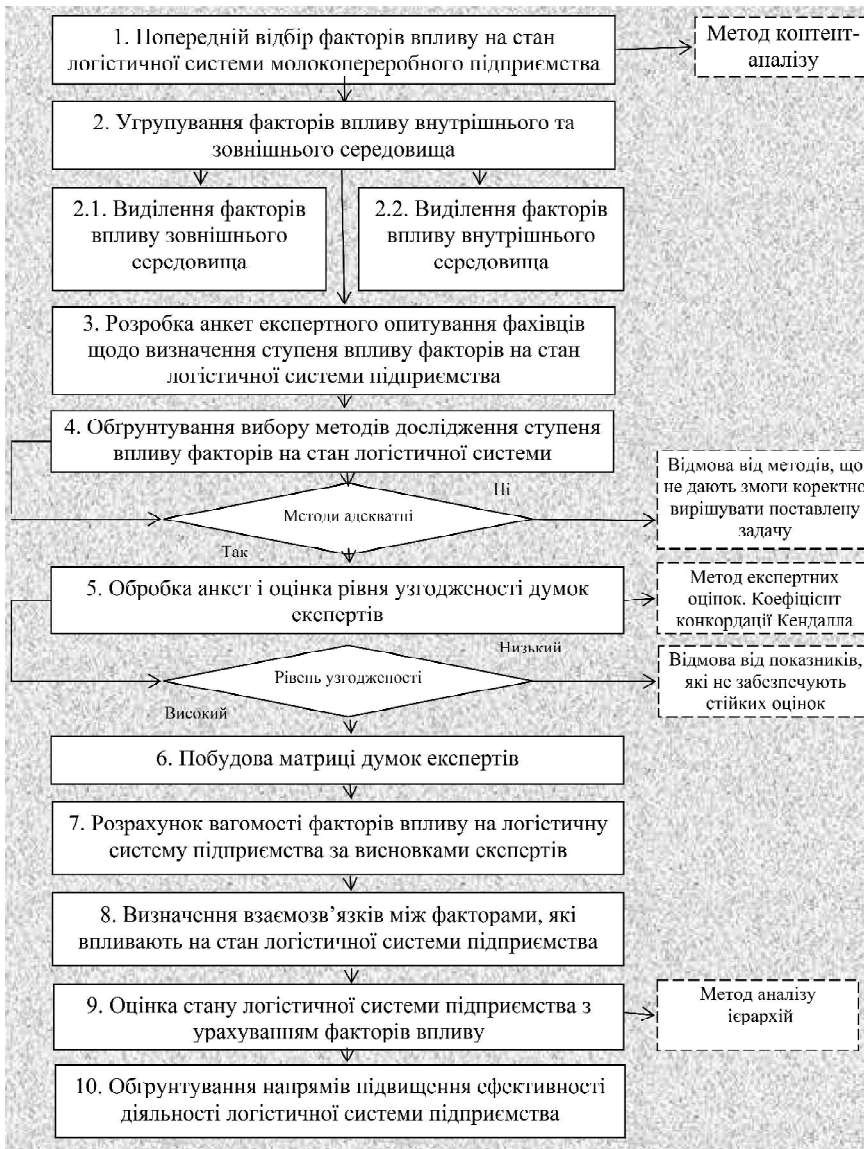 1. Попередній відбір факторів впливу на стан
логістичної системи молокопереробного підприємства
Метод контент-
аналізу
2. Угрупування факторів впливу внутрішнього та
зовнішнього середовища
2.1. Виділення факторів
впливу зовнішнього
середовища
2.2. Виділення факторів
впливу внутрішнього
середовища
3. Розробка анкет експертного опитування фахівців
щодо визначення ступеня впливу факторів на стан
логістичної системи підприємства
4. Обґрунтування вибору методів дослідження ступеня
впливу факторів на стан логістичної системи
Ні
Методи адекватні
Так
Відмова від методів, що
не дають змоги коректно
вирішувати поставлену
задачу
5. Обробка анкет і оцінка рівня узгодженості думок
експертів
Метод експертних
оцінок. Коефіцієнт
конкордації Кендалла
Низький
Рівень узгодженості
Високий
Відмова від показників,
які не забезпечують
стійких оцінок
6. Побудова матриці думок експертів
7. Розрахунок вагомості факторів впливу на логістичну
систему підприємства за висновками експертів
8. Визначення взаємозв’язків між факторами, які
впливають на стан логістичної системи підприємства
9. Оцінка стану логістичної системи підприємства з
урахуванням факторів впливу
Метод аналізу
ієрархій
10. Обґрунтування напрямів підвищення ефективності
діяльності логістичної системи підприємства